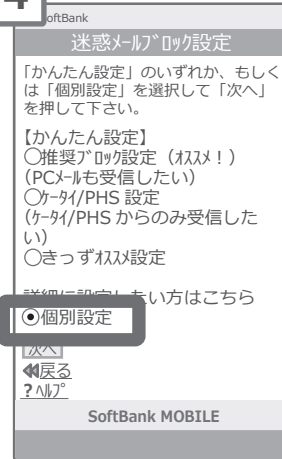 4
SoftBank
迷惑ﾒｰﾙﾌﾞﾛｯｸ設定
「かんたん設定」のいずれか、もしく
は「個別設定」を選択して「次へ」
を押して下さい。
【かんたん設定】
○推奨ﾌﾞﾛｯｸ設定（ｵｽｽﾒ！）
(PCﾒｰﾙも受信したい)
○ｹｰﾀｲ/PHS 設定
(ｹｰﾀｲ/PHS からのみ受信した
い)
○きっずｵｽｽﾒ設定
詳細に設定したい方はこちら
◉個別設定
次へ
⏪戻る
?ﾍﾙﾌﾟ
SoftBank MOBILE